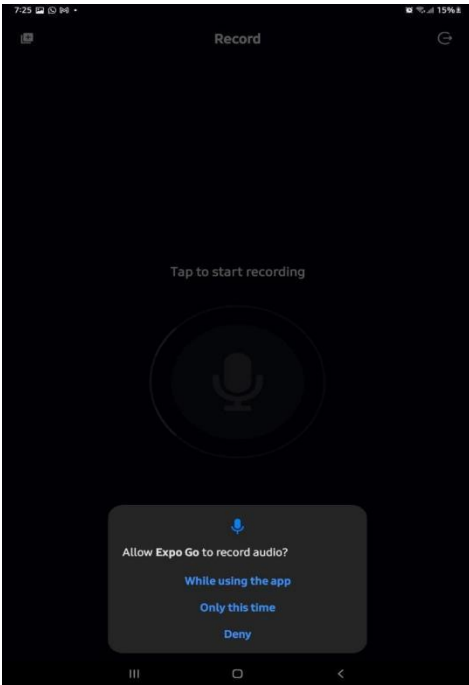 7:25 15%
Record
Tap to start recording
Allow Expo Go to record audio?
While using the app
Only this time
Deny